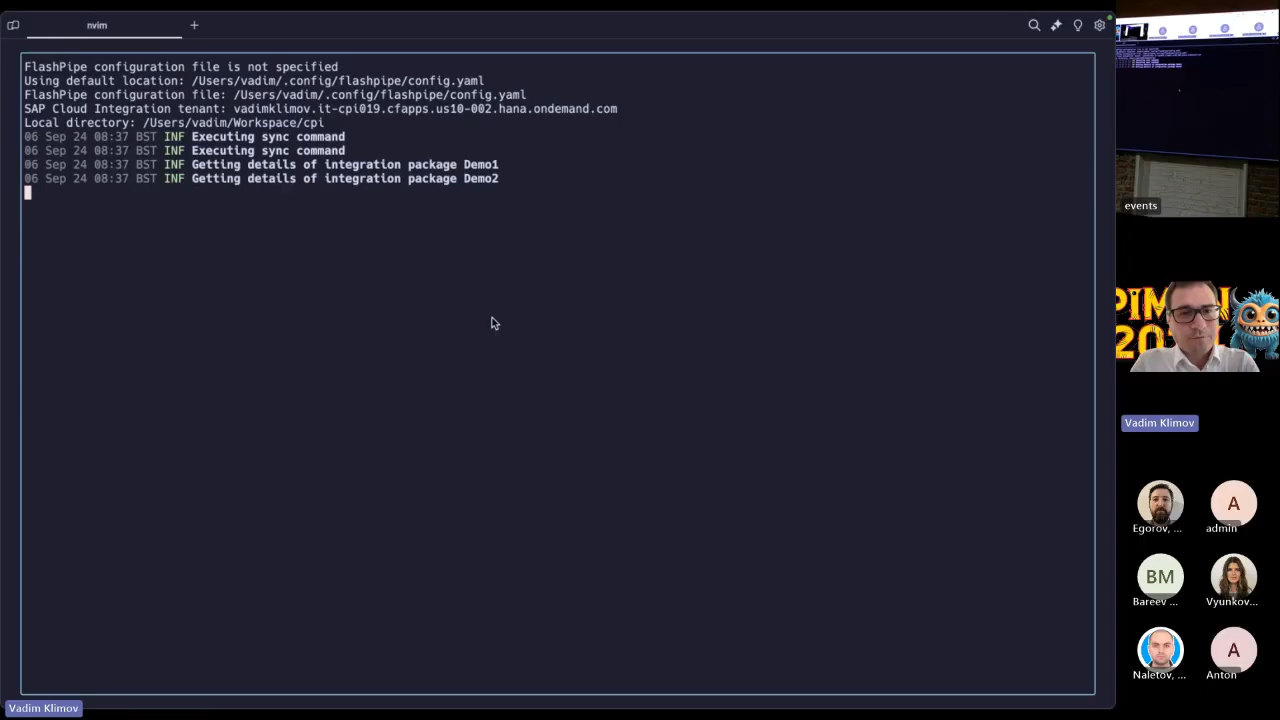 nvim
FlashPipe configuration file is not specified
Using default location: /Users/vadim/.config/flashpipe/config.yaml
FlashPipe configuration file: /Users/vadim/.config/flashpipe/config.yaml
SAP Cloud Integration tenant: vadimklimov.it-cpi019.cfapps.us10-002.hana.ondemand.com
Local directory: /Users/vadim/Workspace/cpi
06 Sep 24 08:37 BST INF Executing sync command
06 Sep 24 08:37 BST INF Executing sync command
06 Sep 24 08:37 BST INF Getting details of integration package Demo1
06 Sep 24 08:37 BST INF Getting details of integration package Demo2
events
Vadim Klimov
Egorov, ...
A
admin
BM
Bareev ...
Vyunkov...
Naletov, ...
A
Anton
Vadim Klimov